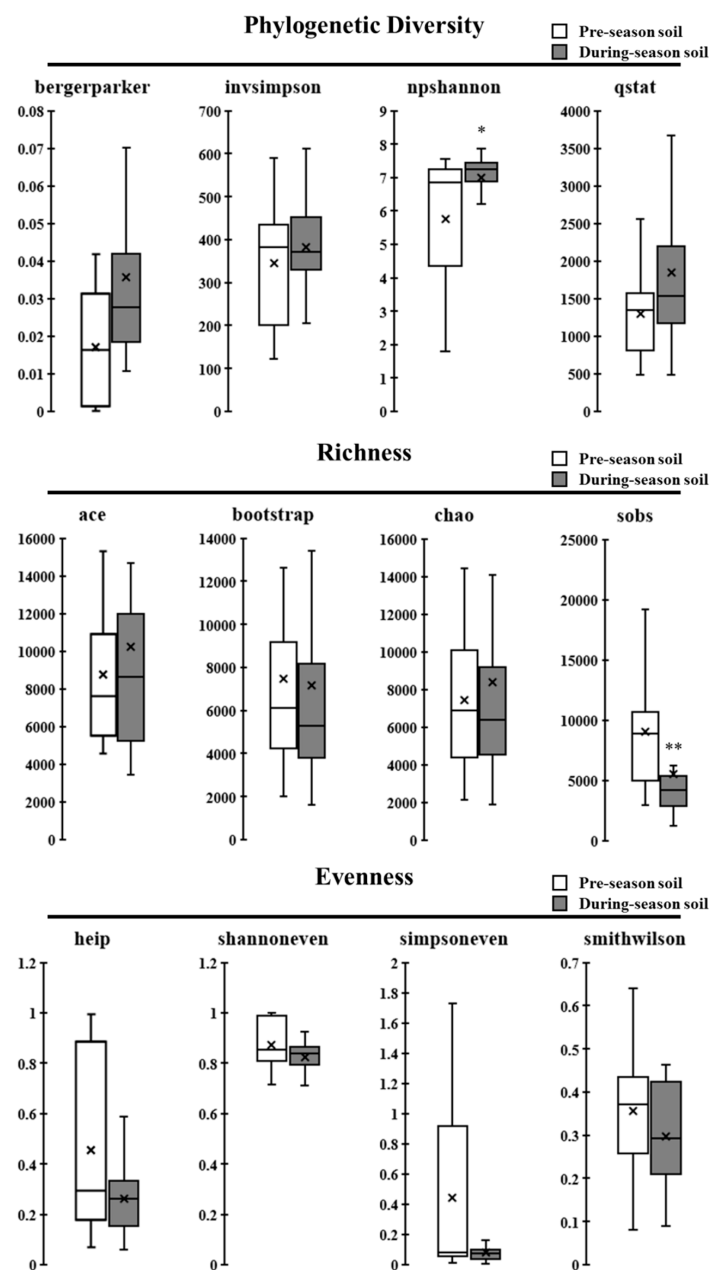 Phylogenetic Diversity
Pre-season soil
During-season soil
bergerparker invsimpson npshannon qstat
0.08 700 9 4000
0.07 600 8 3500
0.06 500 7 3000
0.05 400 6 2500
0.04 300 5 2000
0.03 200 4 1500
0.02 100 3 1000
0.01 0 2 500
0 1 0
0
*
Richness
Pre-season soil
During-season soil
ace bootstrap chao sobs
16000 14000 16000 25000
14000 12000 14000 20000
12000 10000 12000 15000
10000 8000 10000 10000
8000 6000 8000 5000
6000 4000 6000 0
4000 2000 4000
2000 0 2000
0 0
**
Evenness
Pre-season soil
During-season soil
heip shannoneven simpsoneven smithwilson
1.2 1.2 2 0.7
1 1 1.8 0.6
0.8 0.8 1.6 0.5
0.6 0.6 1.4 0.4
0.4 0.4 1.2 0.3
0.2 0.2 1 0.2
0 0 0.8 0.1
0.6 0
0.4
0.2
0